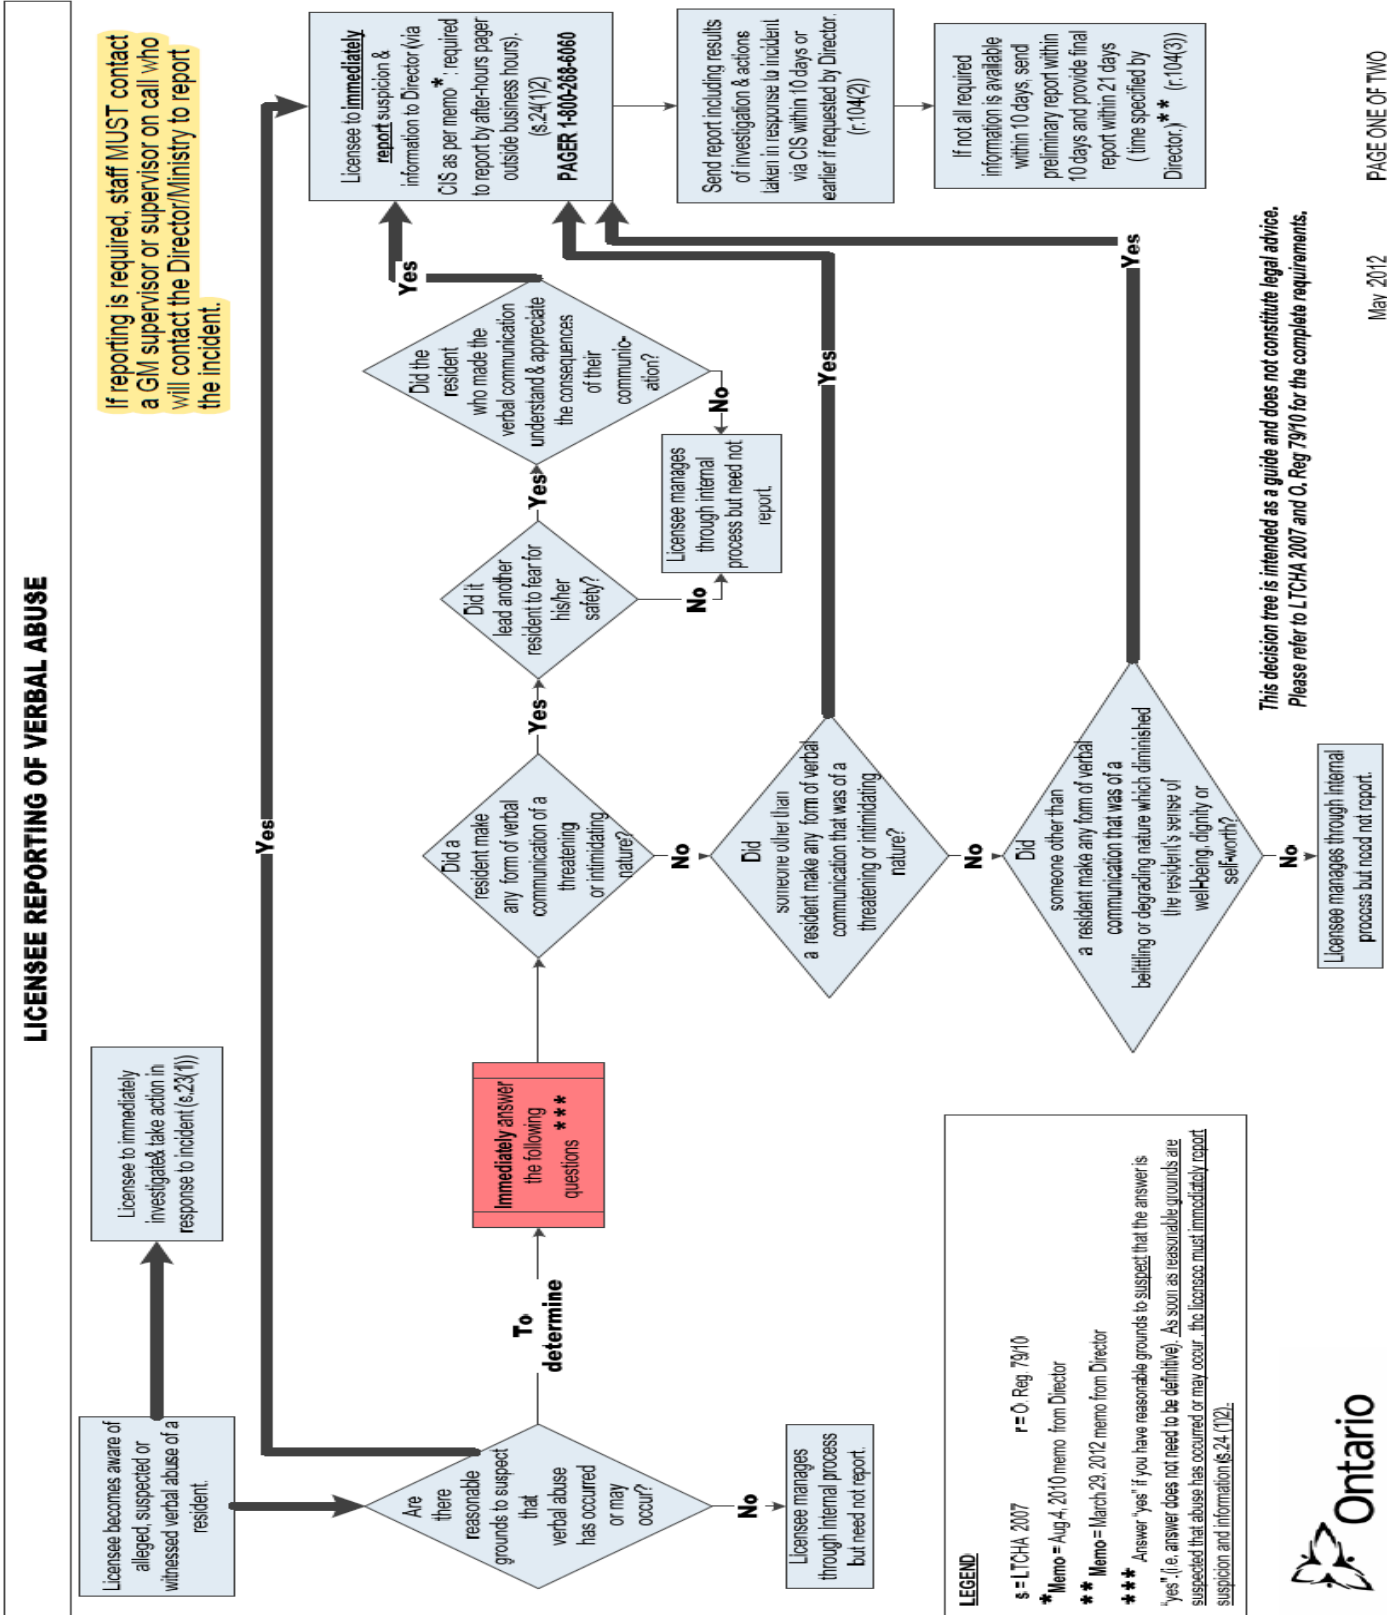 LICENSEE REPORTING OF VERBAL ABUSE
If reporting is required, staff MUST contact
a GM supervisor or supervisor on call who
will contact the Director/Ministry to report
the incident.
Licensee becomes aware of
alleged, suspected or
witnessed verbal abuse of a
resident.
Licensee to immediately
investigate& take action in
response to incident (s.23(1))
Yes
Are
there
reasonable
grounds to suspect
that
verbal abuse
has occurred
or may
occur?
No
Licensee manages
through internal process
but need not report.
To
determine
Immediately answer
the following
questions ***
Did a
resident make
any form of verbal
communication of a
threatening
or intimidating
nature?
Yes
Did it
lead another
resident to fear for
his/her
safety?
Yes
Did the
resident
who made the
verbal communication
understand & appreciate
the consequences
of their
communic-
ation?
Yes
No
No
Licensee manages
through internal
process but need not
report.
Licensee to immediately
report suspicion &
information to Director (via
CIS as per memo* ; required
to report by after-hours pager
outside business hours).
(s.24(1)2)
PAGER 1-800-268-6060
Send report including results
of investigation & actions
taken in response to incident
via CIS within 10 days or
earlier if requested by Director.
(r.104(2))
If not all required
information is available
within 10 days, send
preliminary report within
10 days and provide final
report within 21 days
( time specified by
Director.)** (r.104(3))
No
Did
someone other than
a resident make any form of verbal
communication that was of a
threatening or intimidating
nature?
Yes
No
Did
someone other than
a resident make any form of verbal
communication that was of a
belittling or degrading nature which diminished
the resident's sense of
well-being, dignity or
self-worth?
Yes
No
Licensee manages through internal
process but need not report.
LEGEND
s = LTCHA 2007 r = O. Reg. 79/10
*Memo = Aug 4, 2010 memo from Director
** Memo = March 29, 2012 memo from Director
*** Answer "yes" if you have reasonable grounds to suspect that the answer is
"yes".(i.e. answer does not need to be definitive). As soon as reasonable grounds are
suspected that abuse has occurred or may occur , the licensee must immediately report
suspicion and information (s.24 (1)2).
This decision tree is intended as a guide and does not constitute legal advice.
Please refer to LTCHA 2007 and O. Reg 79/10 for the complete requirements.
Ontario
May 2012 PAGE ONE OF TWO